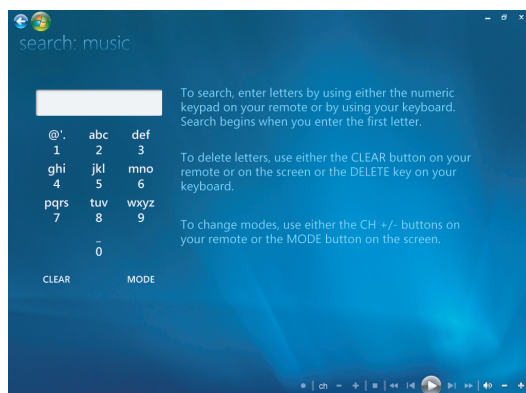 search: music
To search, enter letters by using either the numeric
keypad on your remote or by using your keyboard.
Search begins when you enter the first letter.
To delete letters, use either the CLEAR button on your
remote or on the screen or the DELETE key on your
keyboard.
To change modes, use either the CH +/- buttons on
your remote or the MODE button on the screen.
@'. abc def
1 2 3
ghi jkl mno
4 5 6
pqrs tuv wxyz
7 8 9
_
0
CLEAR MODE
ch - +
- +